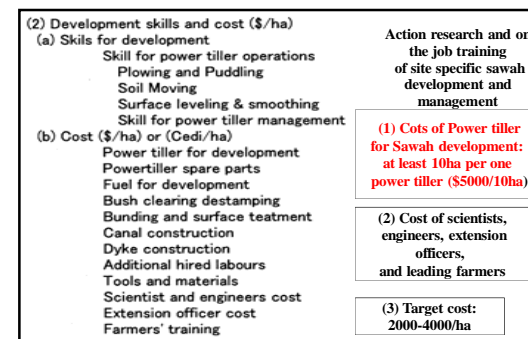 (2) Development skills and cost ($/ha)
(a) Skils for development
Skill for power tiller operations
Plowing and Puddling
Soil Moving
Surface leveling & smoothing
Skill for power tiller management
(b) Cost ($/ha) or (Cedi/ha)
Power tiller for development
Powertiller spare parts
Fuel for development
Bush clearing destamping
Bunding and surface teatment
Canal construction
Dyke construction
Additional hired labours
Tools and materials
Scientist and engineers cost
Extension officer cost
Farmers' training
Action research and on
the job training
of site specific sawah
development and
management
(1) Cots of Power tiller
for Sawah development:
at least 10ha per one
power tiller ($5000/10ha)
(2) Cost of scientists,
engineers, extension
officers,
and leading farmers
(3) Target cost:
2000-4000/ha